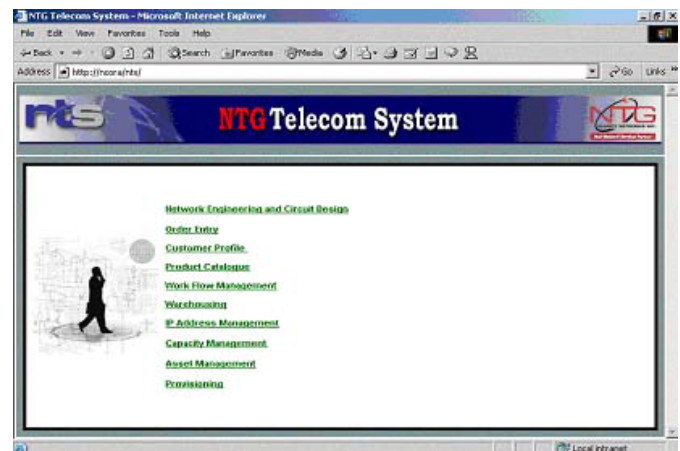 NTG Telecom System - Microsoft Internet Explorer
File Edit View Favorites Tools Help
Back Search Favorites Media
Address http://noora/nts/ Go Links
nts NTG Telecom System NTG
Network Engineering and Circuit Design
Order Entry
Customer Profile
Product Catalogue
Work Flow Management
Warehousing
IP Address Management
Capacity Management
Asset Management
Provisioning
Local intranet